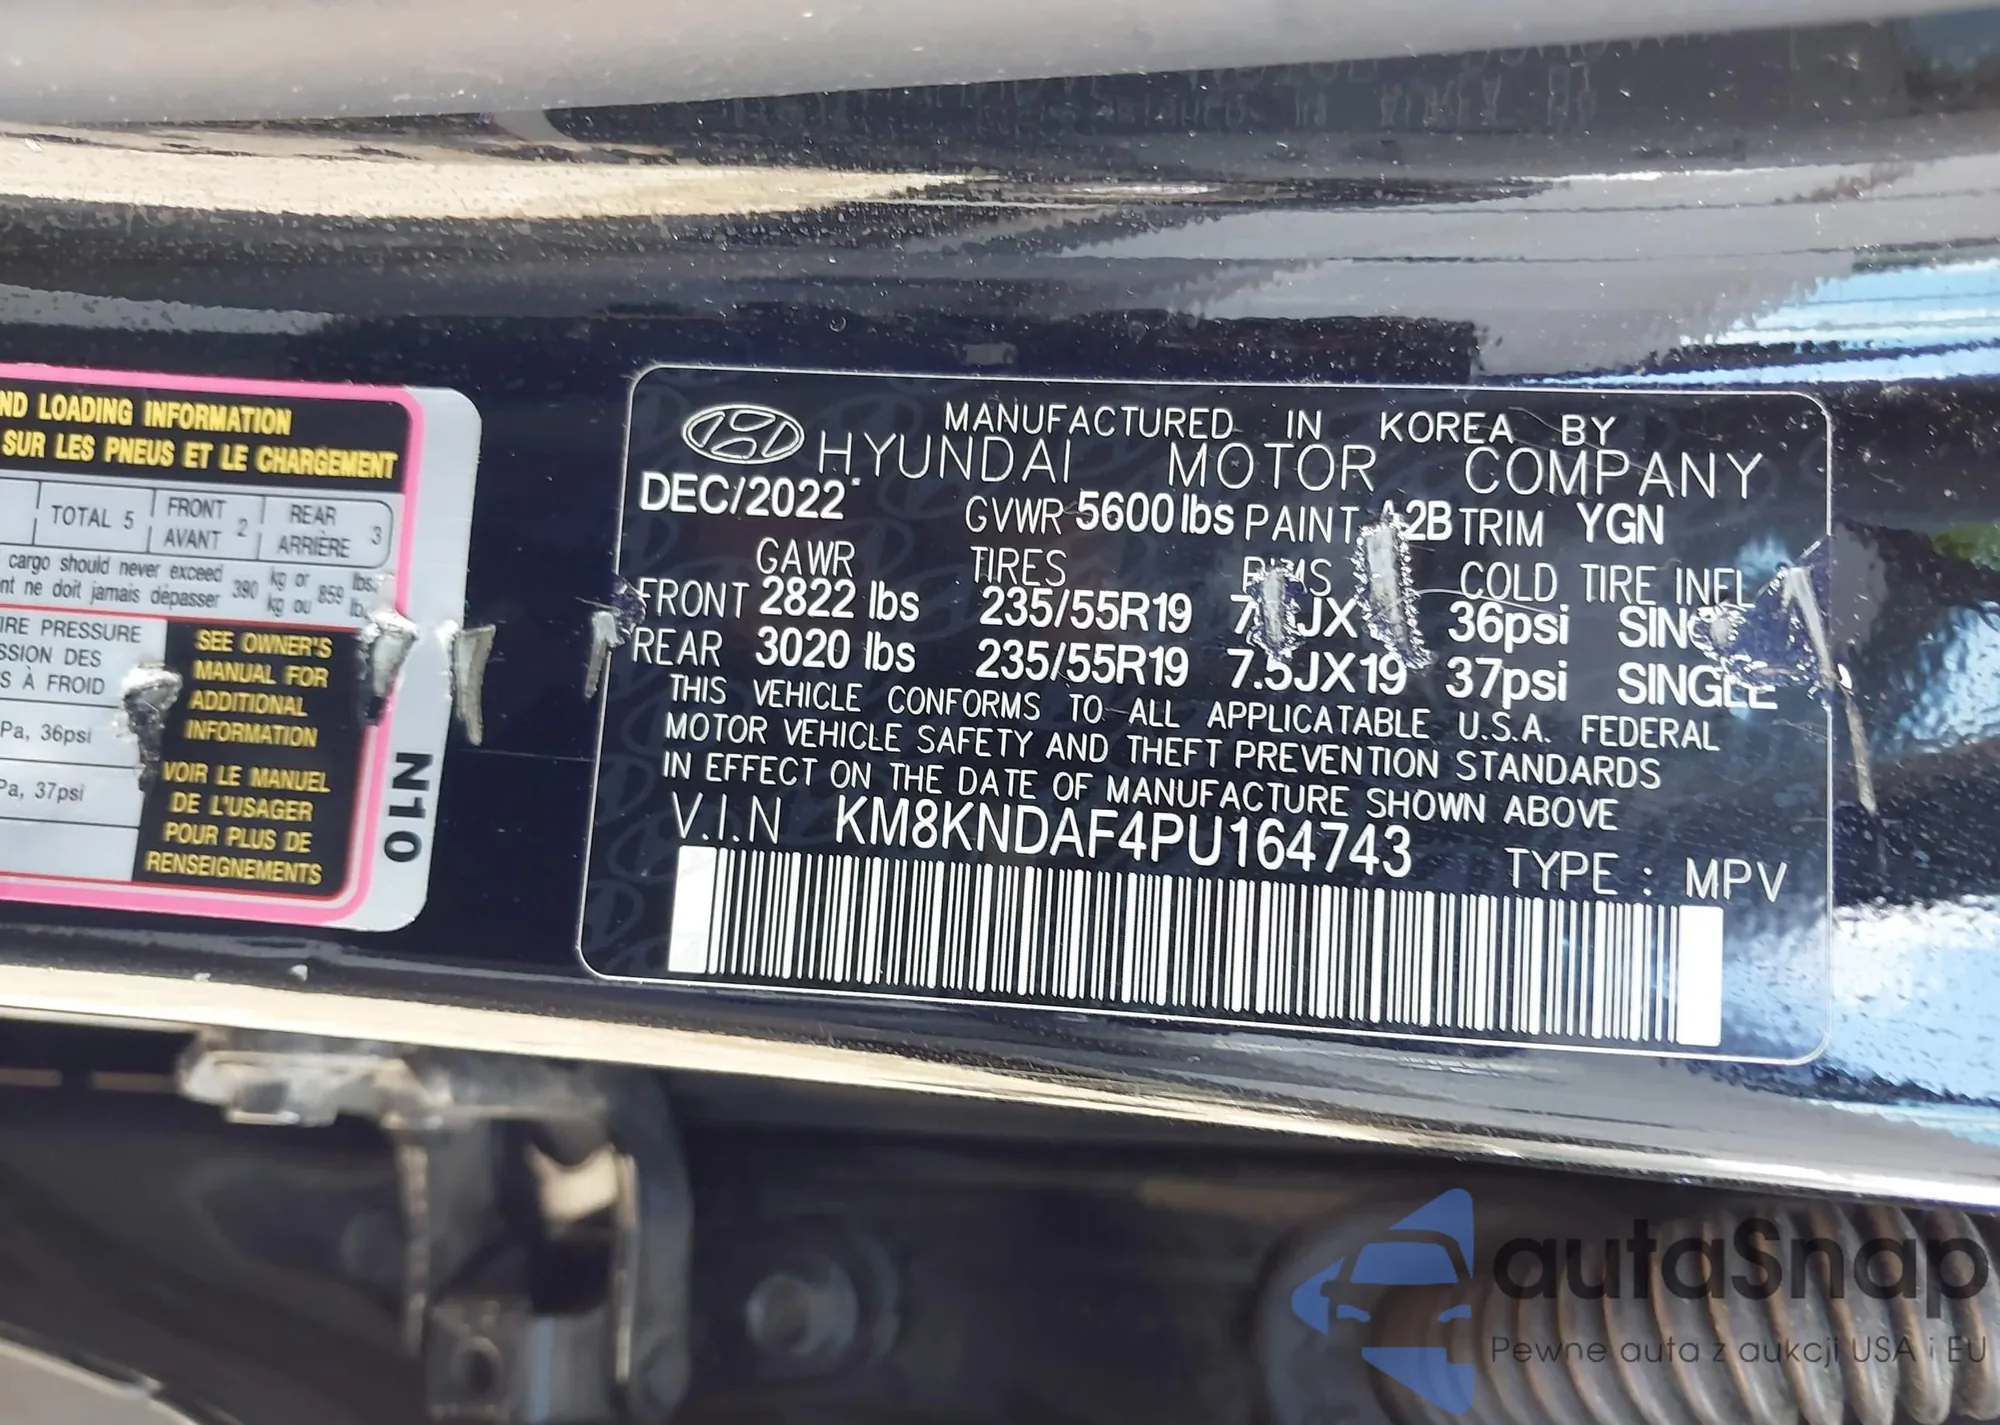 ND LOADING INFORMATION
SUR LES PNEUS ET LE CHARGEMENT
TOTAL 5
FRONT
AVANT
2
REAR
ARRIÈRE
3
cargo should never exceed
nt ne doit jamais dépasser
390
kg or
kg ou
859
lbs.
IRE PRESSURE
SSION DES
S À FROID
Pa, 36psi
Pa, 37psi
SEE OWNER'S
MANUAL FOR
ADDITIONAL
INFORMATION
VOIR LE MANUEL
DE L'USAGER
POUR PLUS DE
RENSEIGNEMENTS
N10
MANUFACTURED IN KOREA BY
HYUNDAI MOTOR COMPANY
DEC/2022
GVWR 5600 lbs PAINT A2B TRIM YGN
GAWR TIRES RIMS COLD TIRE INFL
FRONT 2822 lbs 235/55R19 36psi
REAR 3020 lbs 235/55R19 7.5JX19 37psi SINGLE
THIS VEHICLE CONFORMS TO ALL APPLICATABLE U.S.A. FEDERAL
MOTOR VEHICLE SAFETY AND THEFT PREVENTION STANDARDS
IN EFFECT ON THE DATE OF MANUFACTURE SHOWN ABOVE
V.I.N KM8KNDAF4PU164743 TYPE : MPV
autaSnap
Pewne auta z aukcji USA i EU